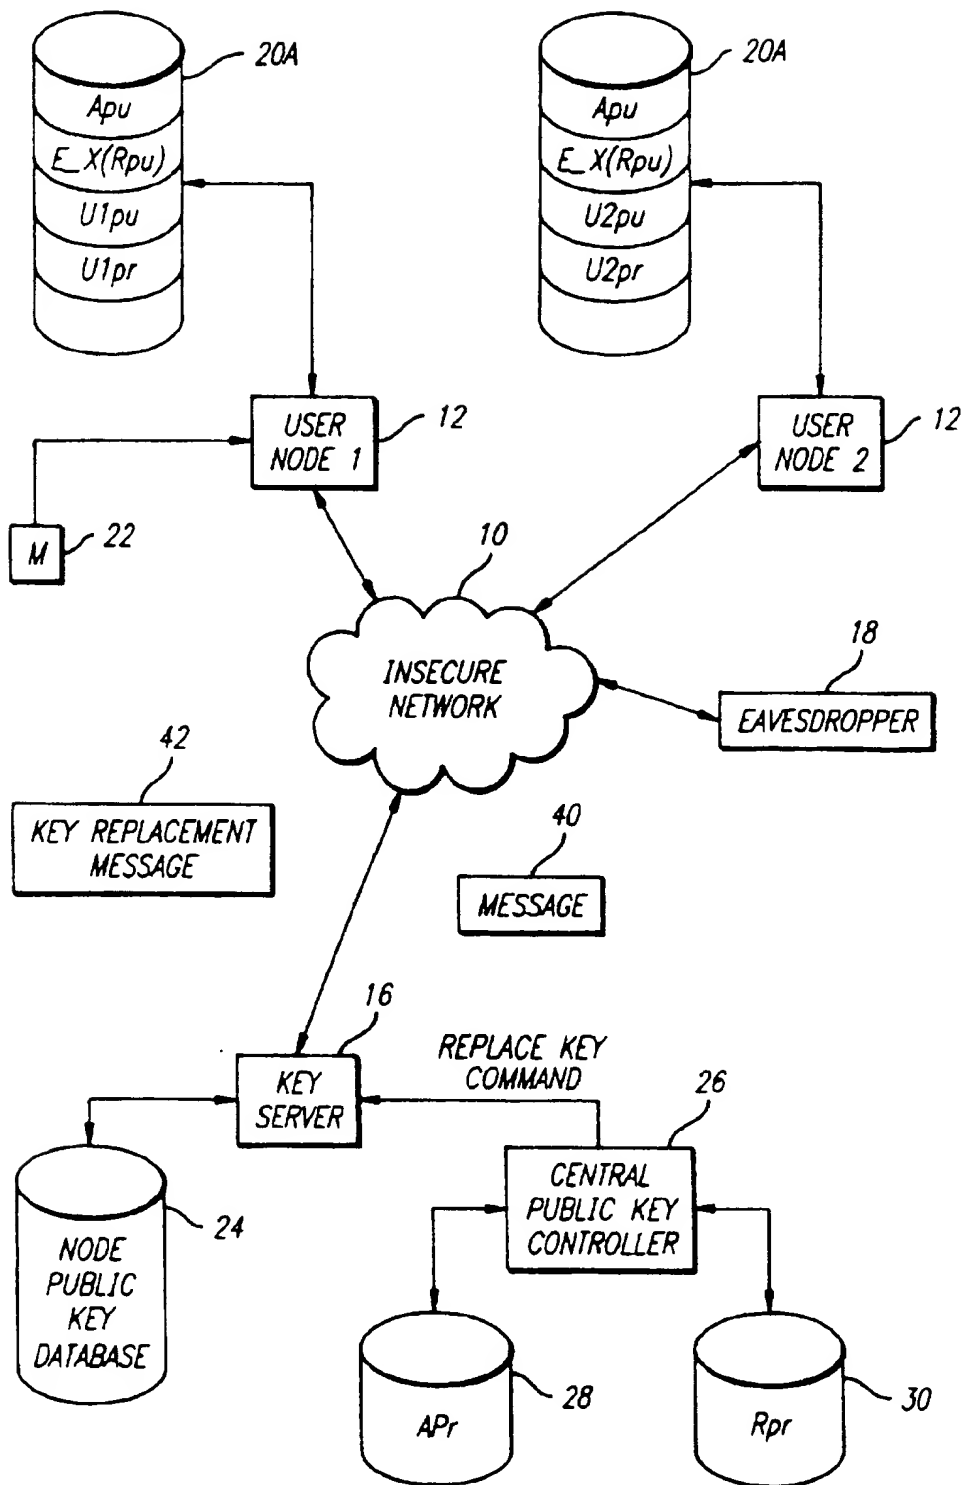 20A
Apu
E_X(Rpu)
U1pu
U1pr
20A
Apu
E_X(Rpu)
U2pu
U2pr
USER
NODE 1
12
USER
NODE 2
12
M
22
10
INSECURE
NETWORK
18
EAVESDROPPER
42
KEY REPLACEMENT
MESSAGE
40
MESSAGE
16
KEY
SERVER
REPLACE KEY
COMMAND
26
CENTRAL
PUBLIC KEY
CONTROLLER
24
NODE
PUBLIC
KEY
DATABASE
28
APr
30
Rpr